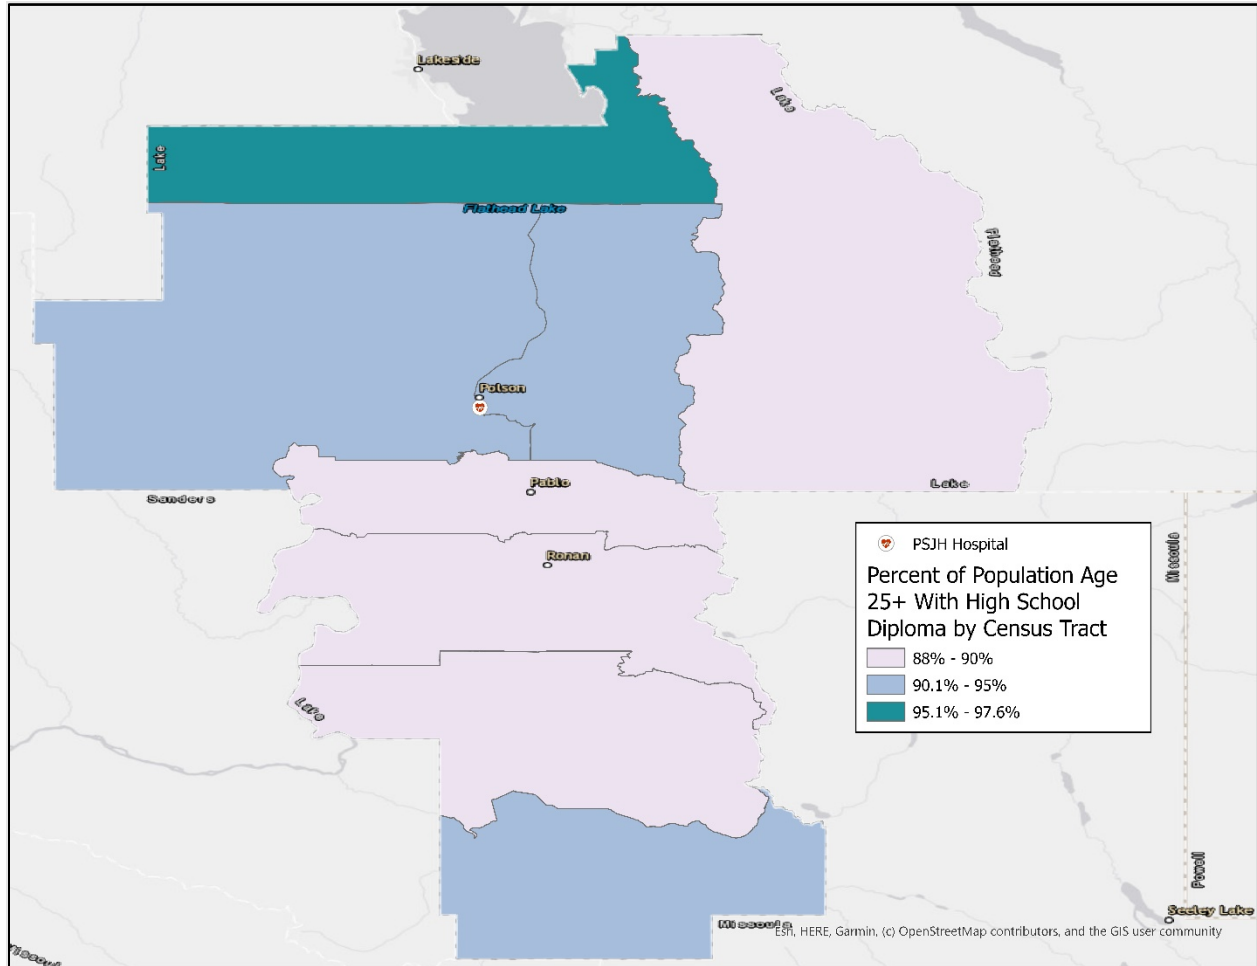 Lakeside
Lake
Lake
Flathead Lake
Flathead
Polson
Pablo
Lake
Sanders
Ronan
Missoula
PSJH Hospital
Percent of Population Age
25+ With High School
Diploma by Census Tract
88% - 90%
90.1% - 95%
95.1% - 97.6%
Lake
Powell
Seeley Lake
Missoula
Esri, HERE, Garmin, (c) OpenStreetMap contributors, and the GIS user community